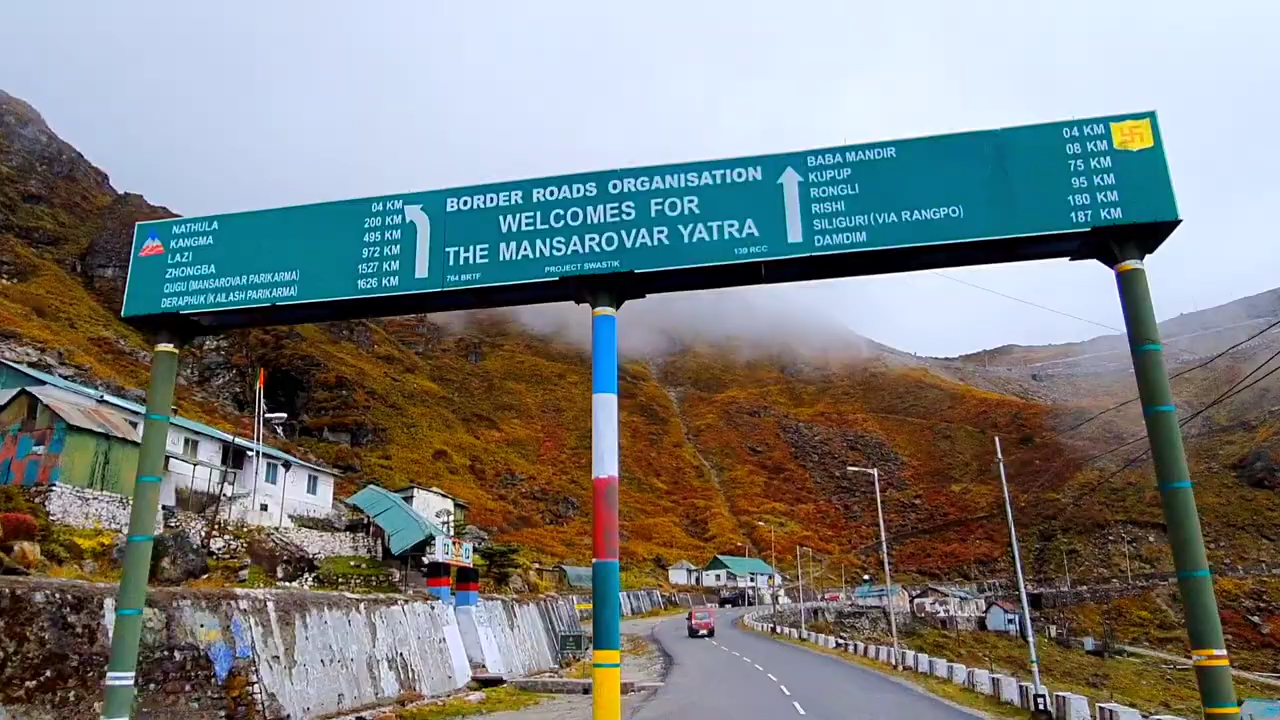 NATHULA 04 KM
KANGMA 200 KM
LAZI 495 KM
ZHONGBA 972 KM
QUGU (MANSAROVAR PARIKARMA) 1527 KM
DERAPHUK (KAILASH PARIKARMA) 1626 KM
BORDER ROADS ORGANISATION
WELCOMES FOR
THE MANSAROVAR YATRA
764 BRTF PROJECT SWASTIK 130 RCC
BABA MANDIR 04 KM
KUPUP 08 KM
RONGLI 75 KM
RISHI 95 KM
SILIGURI (VIA RANGPO) 180 KM
DAMDIM 187 KM